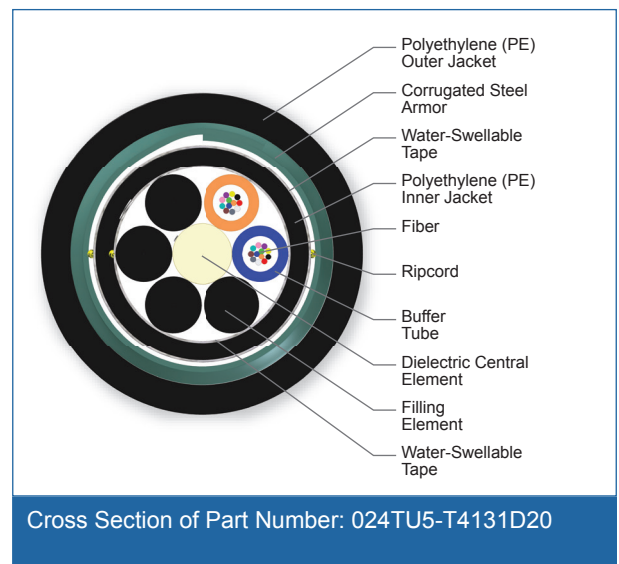 Polyethylene (PE)
Outer Jacket
Corrugated Steel
Armor
Water-Swellable
Tape
Polyethylene (PE)
Inner Jacket
Fiber
Ripcord
Buffer
Tube
Dielectric Central
Element
Filling
Element
Water-Swellable
Tape
Cross Section of Part Number: 024TU5-T4131D20